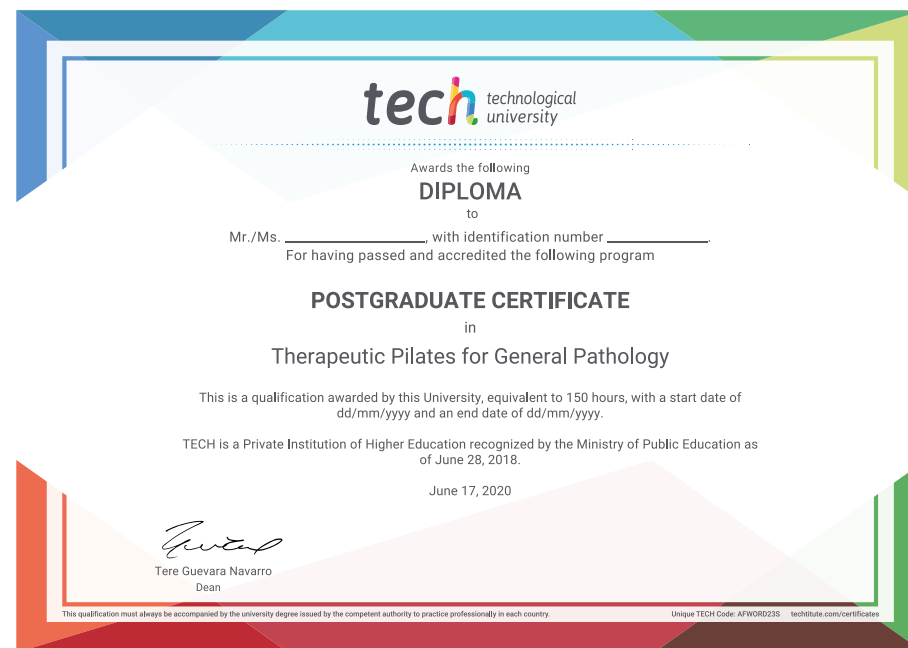 tech technological
university
Awards the following
DIPLOMA
to
Mr./Ms. ____________, with identification number ____________.
For having passed and accredited the following program
POSTGRADUATE CERTIFICATE
in
Therapeutic Pilates for General Pathology
This is a qualification awarded by this University, equivalent to 150 hours, with a start date of
dd/mm/yyyy and an end date of dd/mm/yyyy.
TECH is a Private Institution of Higher Education recognized by the Ministry of Public Education as
of June 28, 2018.
June 17, 2020
Tere Guevara Navarro
Dean
This qualification must always be accompanied by the university degree issued by the competent authority to practice professionally in each country. Unique TECH Code: AFWORD23S techtitute.com/certificates